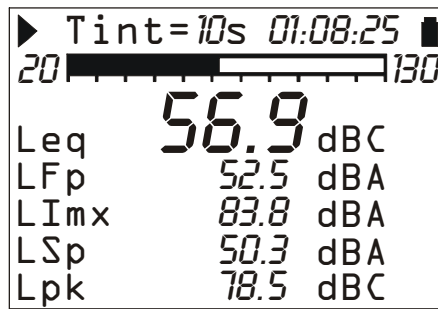 Tint=10s 01:08:25
20 130
Leq 56.9 dBC
LFp 52.5 dBA
LImx 83.8 dBA
LSp 50.3 dBA
Lpk 78.5 dBC